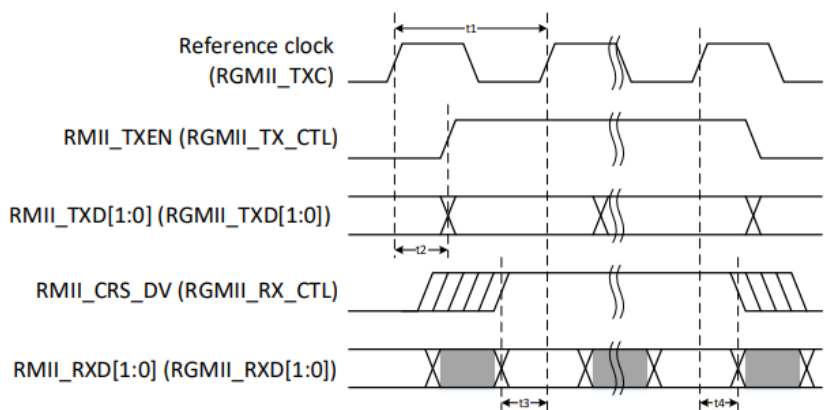 t1
Reference clock
(RGMII_TXC)
RMII_TXEN (RGMII_TX_CTL)
RMII_TXD[1:0] (RGMII_TXD[1:0])
t2
RMII_CRS_DV (RGMII_RX_CTL)
RMII_RXD[1:0] (RGMII_RXD[1:0])
t3
t4